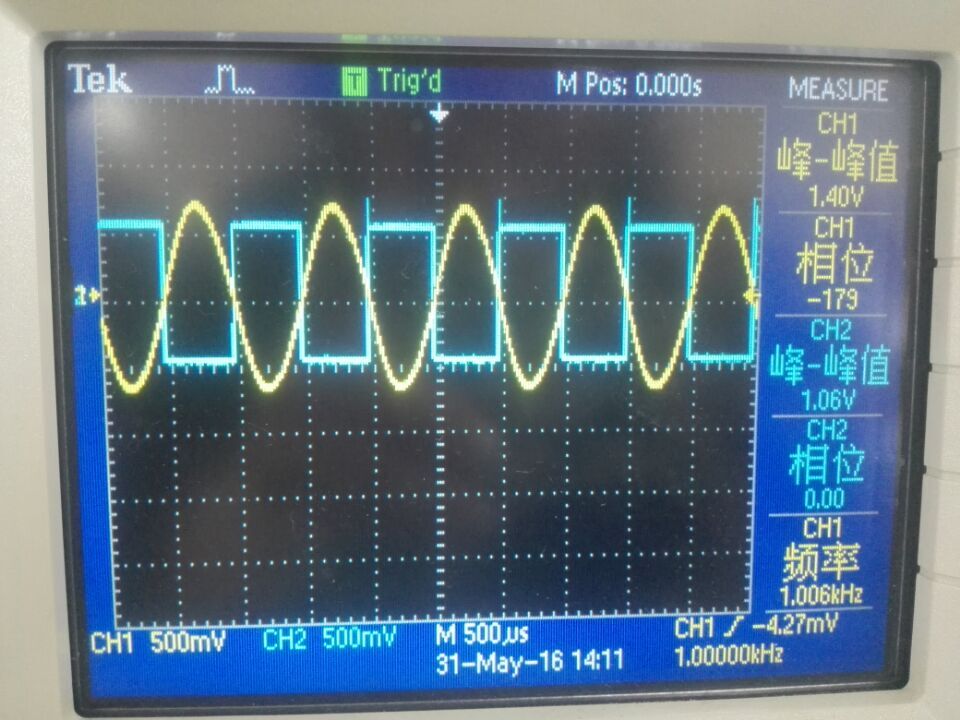 Tek
T Trig'd
M Pos: 0.000s
MEASURE
CH1
峰-峰值
1.40V
CH1
相位
-179
CH2
峰-峰值
1.06V
CH2
相位
0.00
CH1
频率
1.006kHz
CH1 500mV
CH2 500mV
M 500µs
CH1 -4.27mV
31-May-16 14:11
1.00000kHz